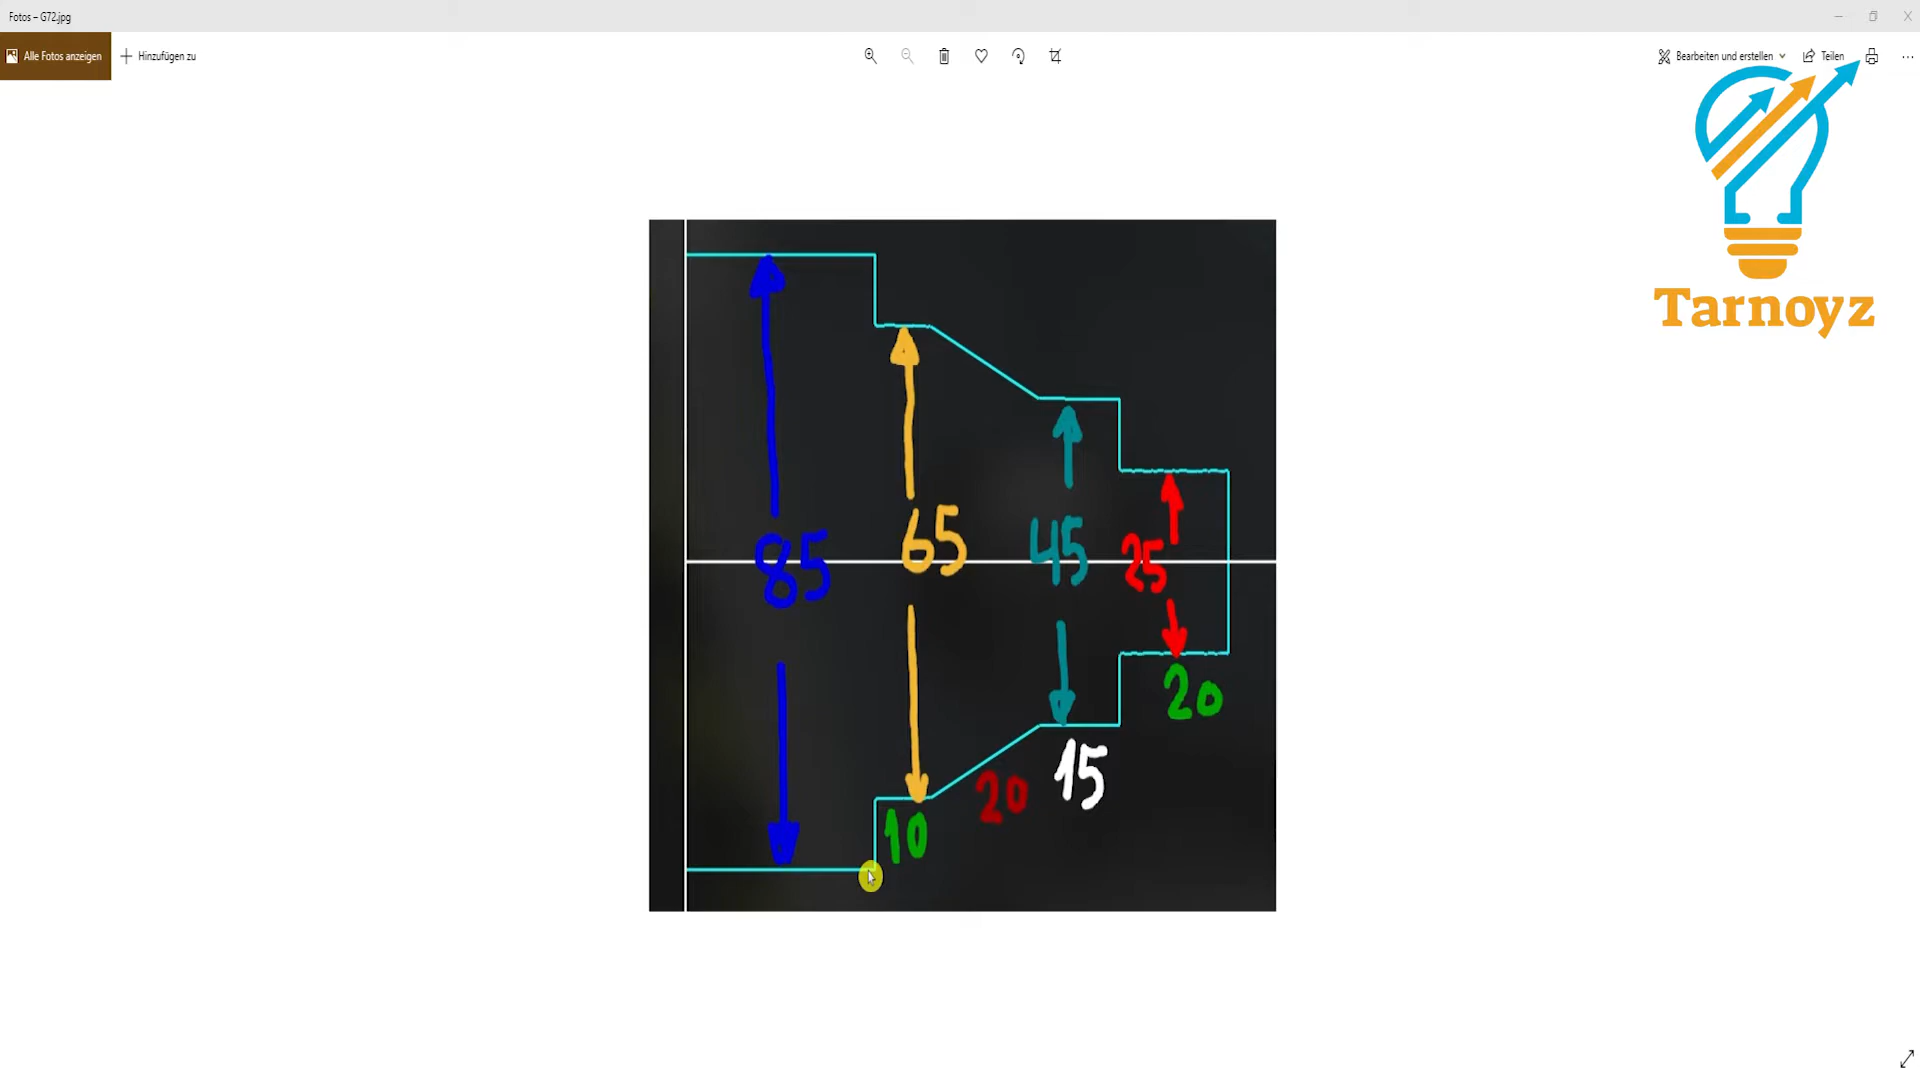 Fotos – G72.jpg
Alle Fotos anzeigen
Hinzufügen zu
Bearbeiten und erstellen
Teilen
Tarnoyz
85
65
45
25
20
15
20
10